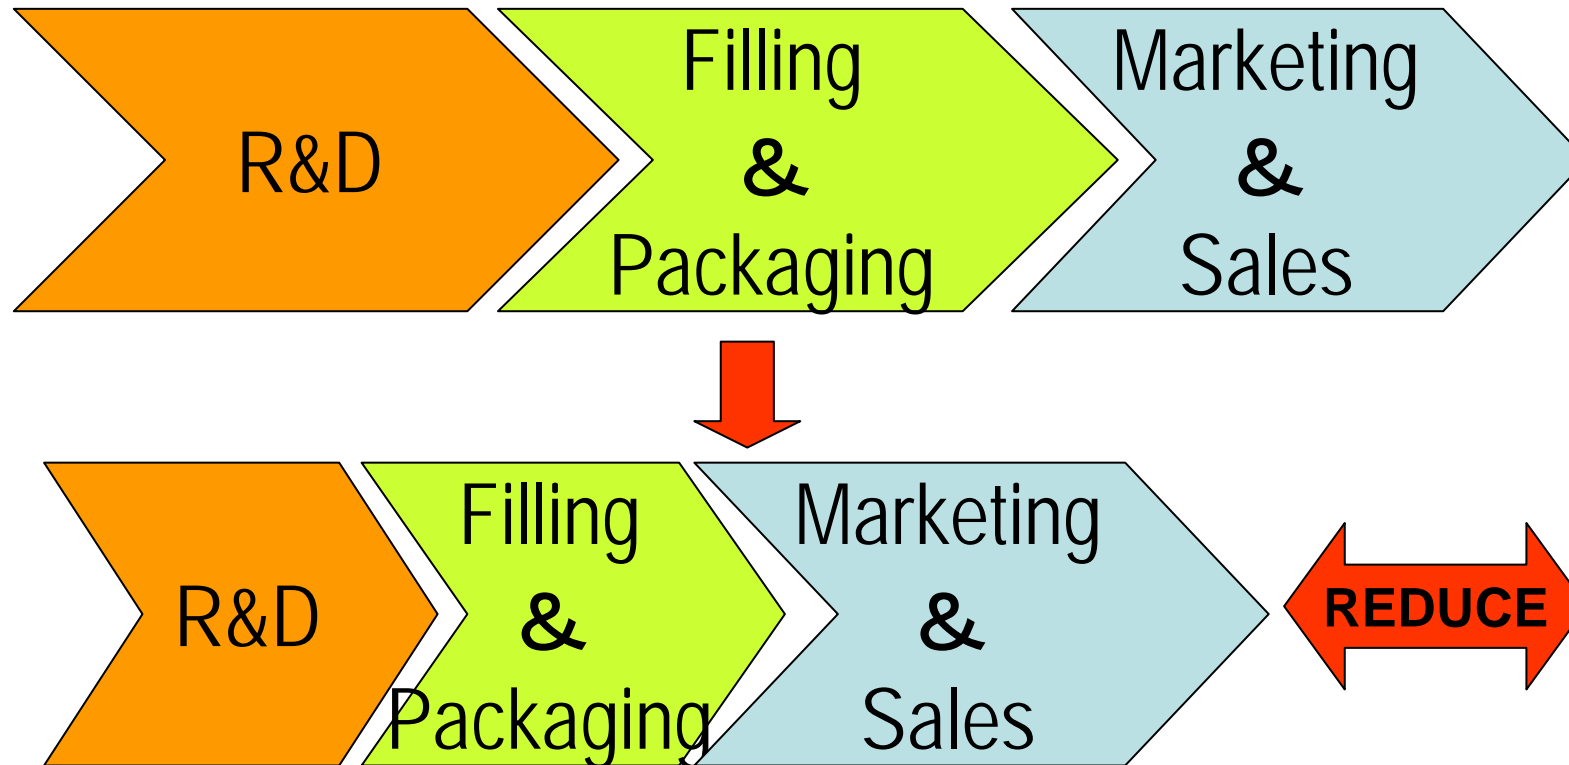 R&D
Filling
&
Packaging
Marketing
&
Sales
R&D
Filling
&
Packaging
Marketing
&
Sales
REDUCE